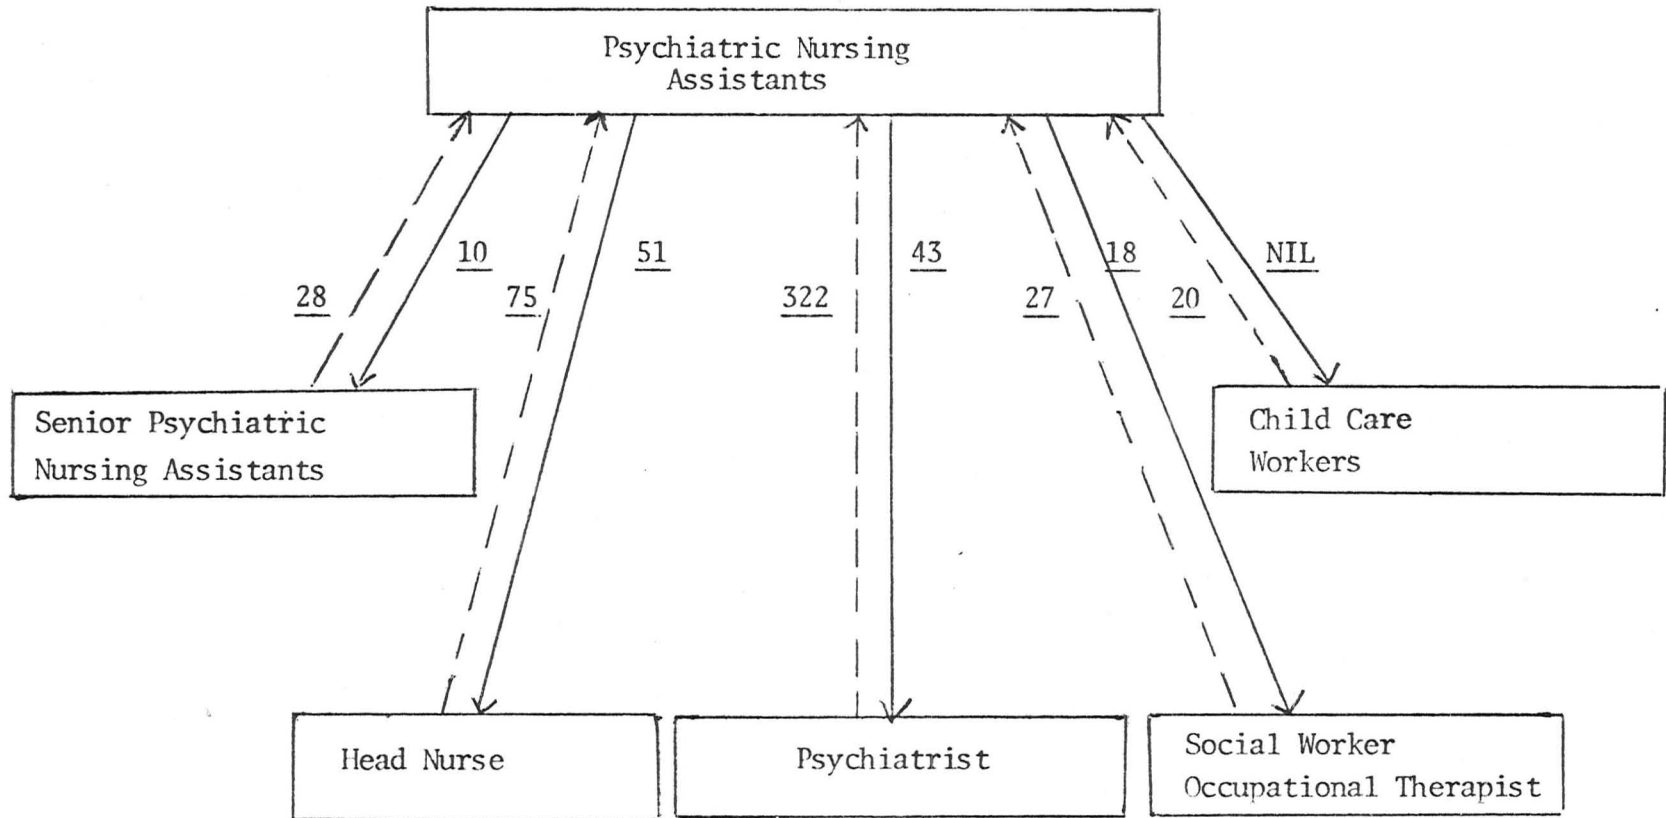 Psychiatric Nursing
Assistants
10
51
43
18
NIL
28
75
322
27
20
Senior Psychiatric
Nursing Assistants
Child Care
Workers
Head Nurse
Psychiatrist
Social Worker
Occupational Therapist